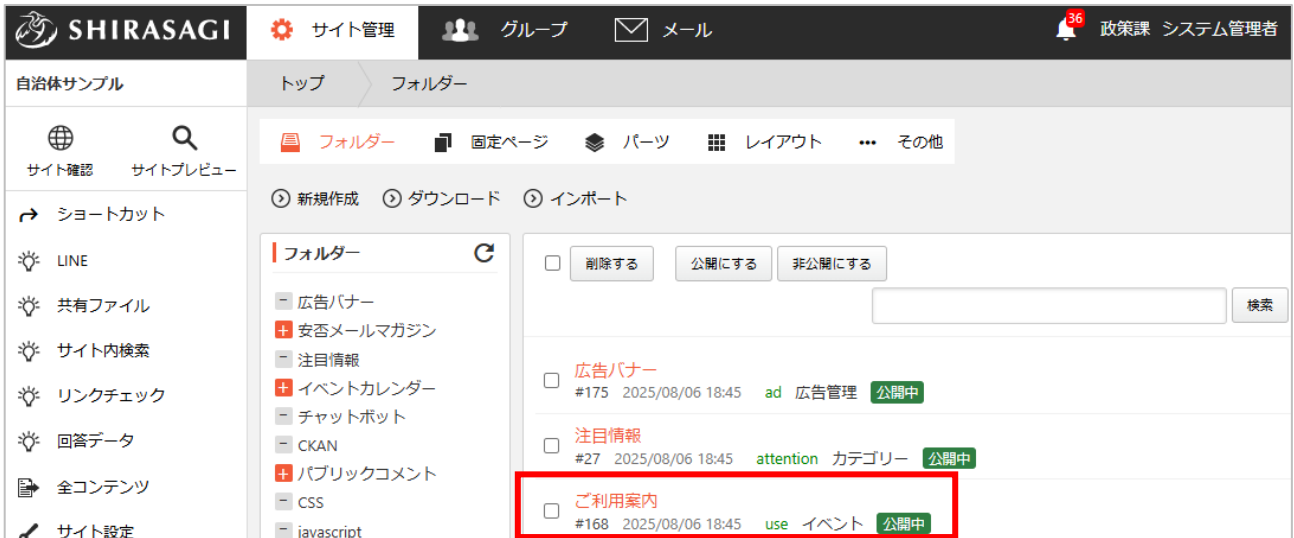 SHIRASAGI サイト管理 グループ メール 36 政策課 システム管理者
自治体サンプル トップ フォルダー
サイト確認 サイトプレビュー
フォルダー 固定ページ パーツ レイアウト ••• その他
新規作成 ダウンロード インポート
ショートカット
LINE
共有ファイル
サイト内検索
リンクチェック
回答データ
全コンテンツ
サイト設定
フォルダー
広告バナー
安否メールマガジン
注目情報
イベントカレンダー
チャットボット
CKAN
パブリックコメント
CSS
javascript
削除する 公開にする 非公開にする
検索
広告バナー
#175 2025/08/06 18:45 ad 広告管理 公開中
注目情報
#27 2025/08/06 18:45 attention カテゴリー 公開中
ご利用案内
#168 2025/08/06 18:45 use イベント 公開中